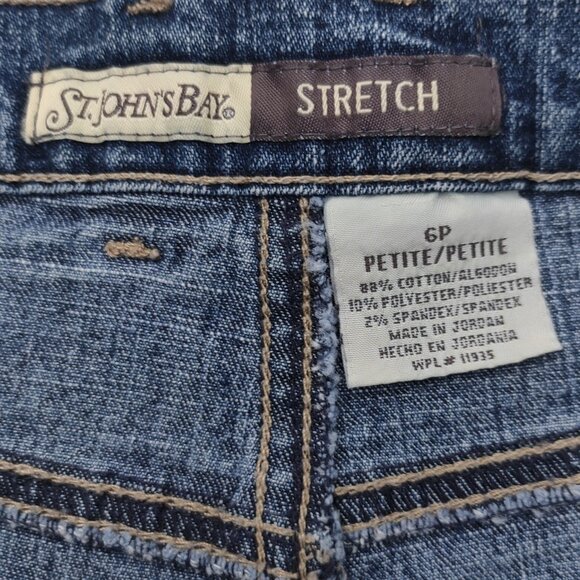 ST. JOHN'S BAY® STRETCH
6P
PETITE/PETITE
88% COTTON/ALGODON
10% POLYESTER/POLIESTER
2% SPANDEX/SPANDEX
MADE IN JORDAN
HECHO EN JORDANIA
WPL# 11935